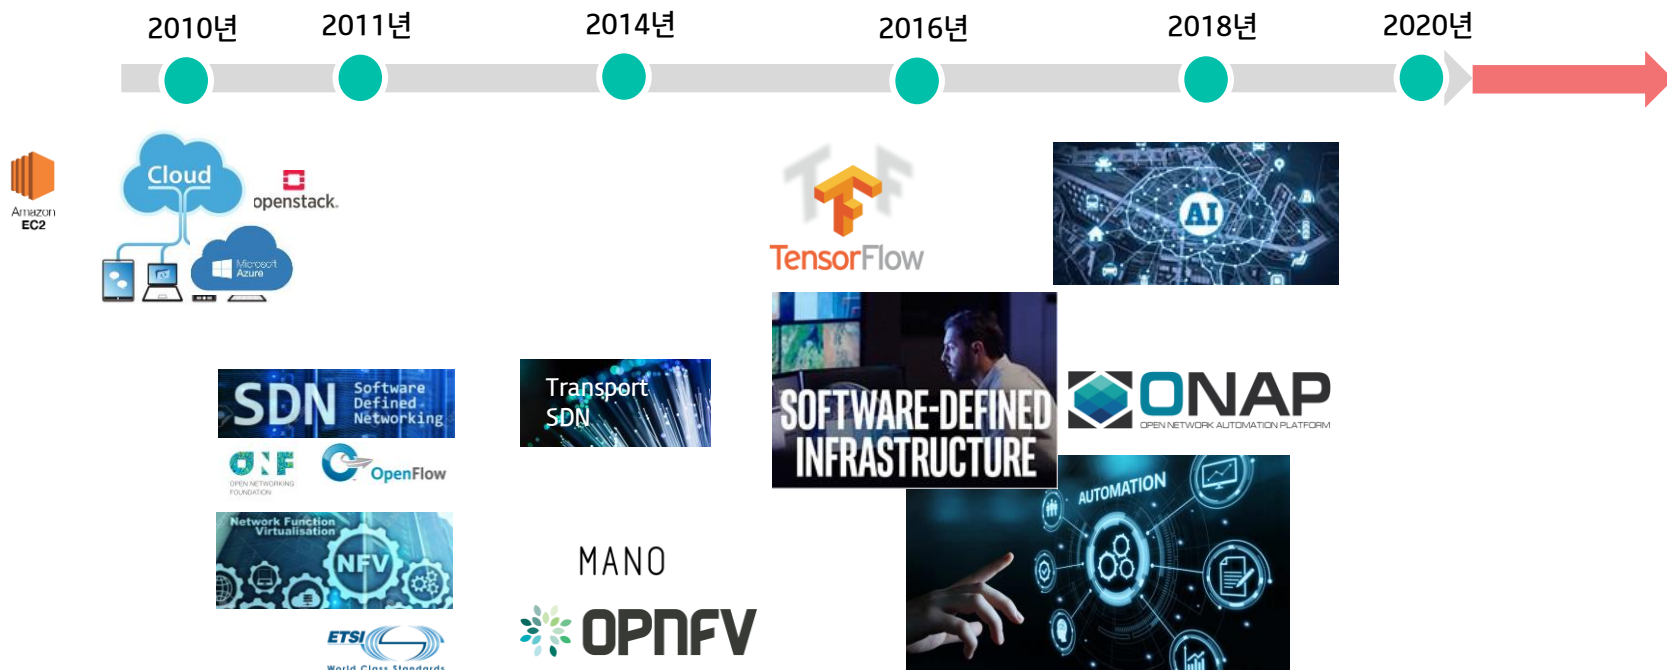 2010년
2011년
2014년
2016년
2018년
2020년
Amazon
EC2
Cloud
openstack.
Microsoft
Azure
TensorFlow
AI
SDN
Software
Defined
Networking
Transport
SDN
SOFTWARE-DEFINED
INFRASTRUCTURE
ONAP
OPEN NETWORK AUTOMATION PLATFORM
ONF
OPEN NETWORKING
FOUNDATION
OpenFlow
AUTOMATION
Network Function
Virtualisation
NFV
MANO
OPNFV
ETSI
World Class Standards